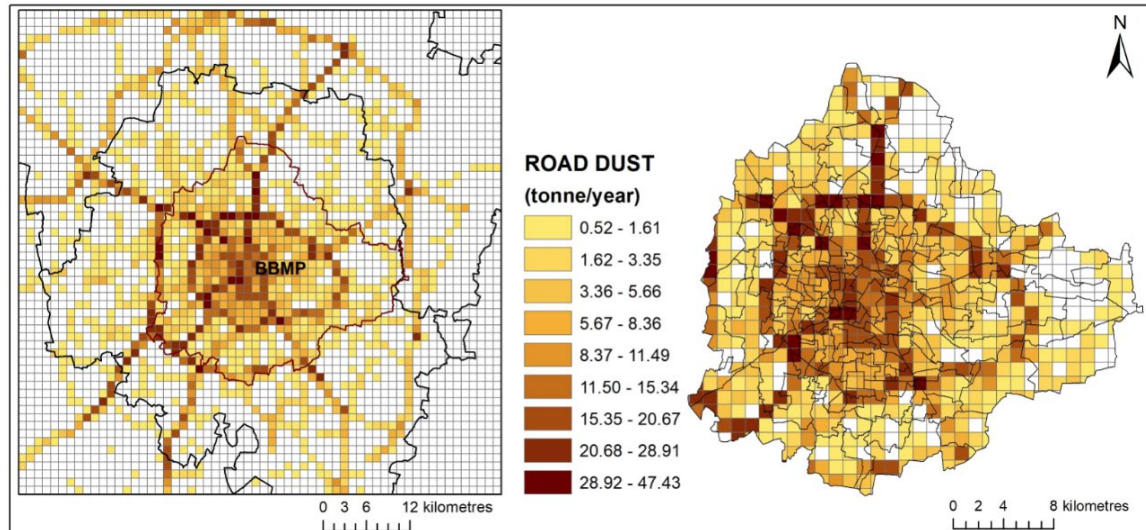 N
BBMP
ROAD DUST
(tonne/year)
0.52 - 1.61
1.62 - 3.35
3.36 - 5.66
5.67 - 8.36
8.37 - 11.49
11.50 - 15.34
15.35 - 20.67
20.68 - 28.91
28.92 - 47.43
0 3 6 12 kilometres
0 2 4 8 kilometres